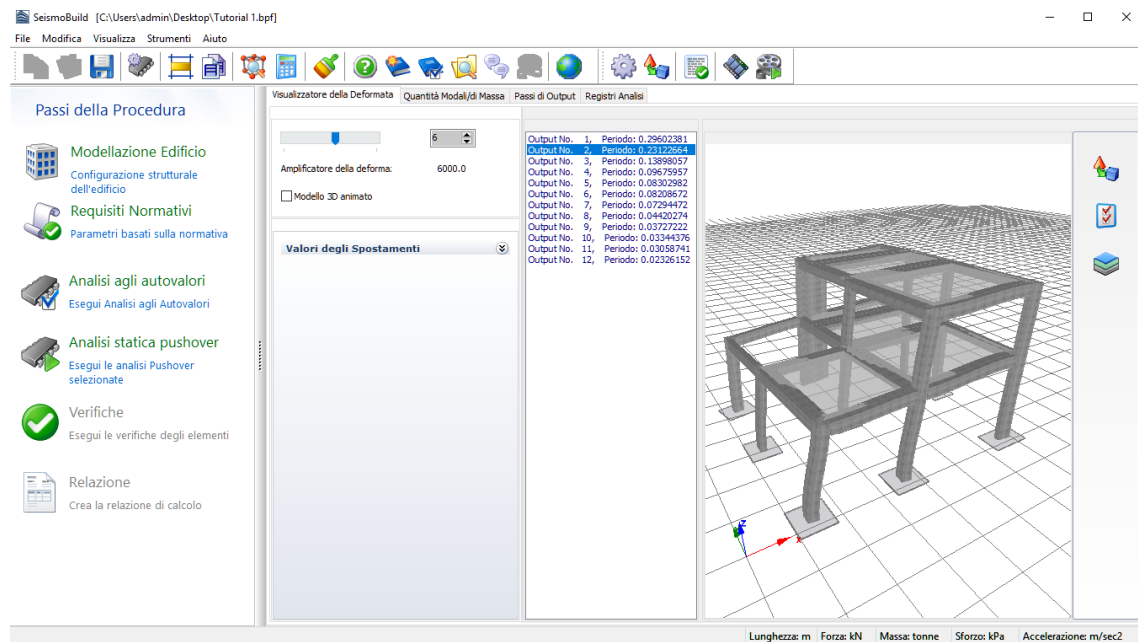 SeismoBuild [C:\Users\admin\Desktop\Tutorial 1.bpf]
File Modifica Visualizza Strumenti Aiuto
Passi della Procedura
Modellazione Edificio
Configurazione strutturale
dell'edificio
Requisiti Normativi
Parametri basati sulla normativa
Analisi agli autovalori
Esegui Analisi agli Autovalori
Analisi statica pushover
Esegui le analisi Pushover
selezionate
Verifiche
Esegui le verifiche degli elementi
Relazione
Crea la relazione di calcolo
Visualizzatore della Deformata Quantità Modali/di Massa Passi di Output Registri Analisi
6
Amplificatore della deforma: 6000.0
Modello 3D animato
Valori degli Spostamenti
Output No. 1, Periodo: 0.29602381
Output No. 2, Periodo: 0.23122664
Output No. 3, Periodo: 0.13898057
Output No. 4, Periodo: 0.09675957
Output No. 5, Periodo: 0.08302982
Output No. 6, Periodo: 0.08208672
Output No. 7, Periodo: 0.07294472
Output No. 8, Periodo: 0.04420274
Output No. 9, Periodo: 0.03727222
Output No. 10, Periodo: 0.03344376
Output No. 11, Periodo: 0.03058741
Output No. 12, Periodo: 0.02326152
Z
x
Lunghezza: m Forza: kN Massa: tonne Sforzo: kPa Accelerazione: m/sec2